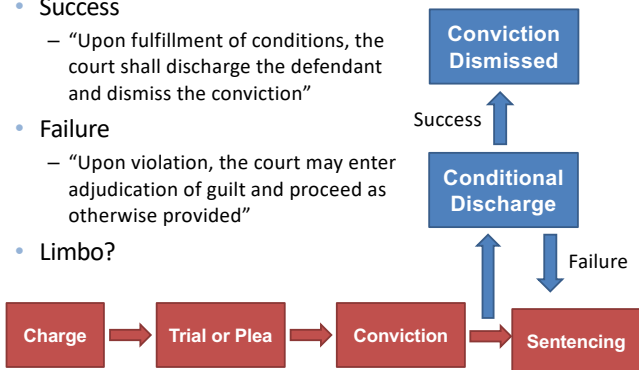 • Success
– “Upon fulfillment of conditions, the
court shall discharge the defendant
and dismiss the conviction”
• Failure
– “Upon violation, the court may enter
adjudication of guilt and proceed as
otherwise provided”
• Limbo?
Conviction
Dismissed
Success
Conditional
Discharge
Failure
Charge
Trial or Plea
Conviction
Sentencing